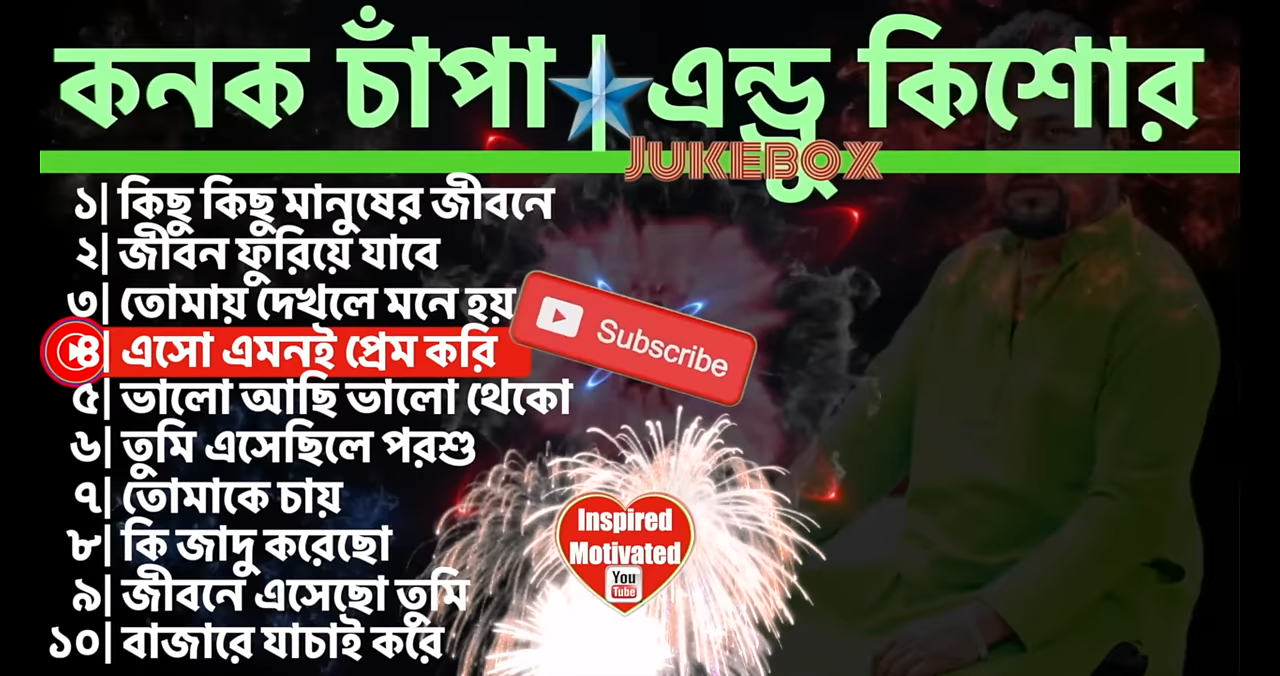 কনক চাঁপা | এন্ড্রু কিশোর
JUKEBOX
১| কিছু কিছু মানুষের জীবনে
২| জীবন ফুরিয়ে যাবে
৩| তোমায় দেখলে মনে হয়
৪| এসো এমনই প্রেম করি
Subscribe
৫| ভালো আছি ভালো থেকো
৬| তুমি এসেছিলে পরশু
৭| তোমাকে চায়
৮| কি জাদু করেছো
৯| জীবনে এসেছো তুমি
১০| বাজারে যাচাই করে
Inspired
Motivated
You
Tube